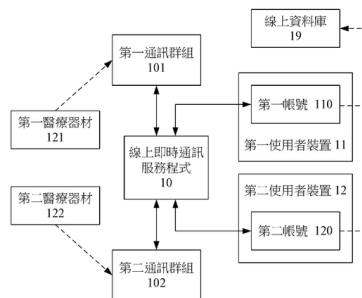 線上資料庫
19
第一通訊群組
101
第一帳號 110
第一使用者裝置 11
第一醫療器材
121
線上即時通訊
服務程式
10
第二使用者裝置 12
第二帳號 120
第二醫療器材
122
第二通訊群組
102